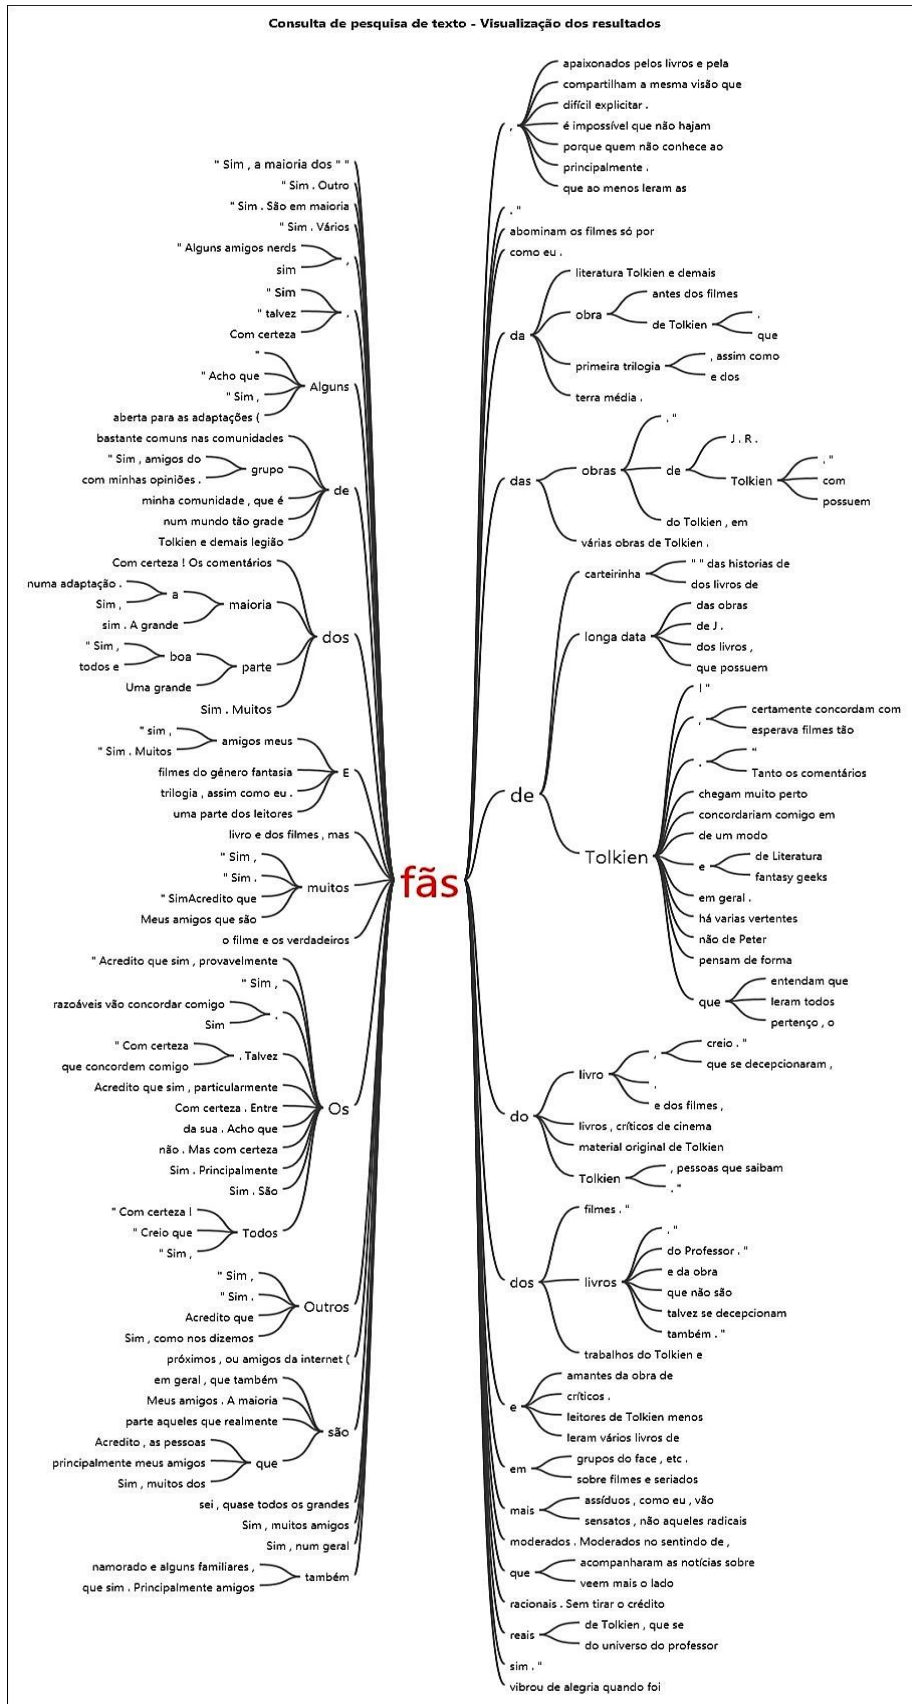 Consulta de pesquisa de texto - Visualização dos resultados
" Sim , a maioria dos " "
" Sim . Outro
" Sim . São em maioria
" Sim . Vários
" Alguns amigos nerds
sim
,
" Sim
" talvez
Com certeza
.
"
" Acho que
" Sim ,
aberta para as adaptações (
Alguns
bastante comuns nas comunidades
" Sim , amigos do
com minhas opiniões .
grupo
minha comunidade , que é
num mundo tão grade
Tolkien e demais legião
de
Com certeza ! Os comentários
numa adaptação .
Sim ,
a
sim . A grande
maioria
" Sim ,
todos e
boa
Uma grande
parte
Sim . Muitos
dos
" sim ,
" Sim . Muitos
amigos meus
filmes do gênero fantasia
trilogia , assim como eu .
uma parte dos leitores
E
livro e dos filmes , mas
" Sim ,
" Sim .
" SimAcredito que
Meus amigos que são
muitos
o filme e os verdadeiros
" Acredito que sim , provavelmente
" Sim ,
razoáveis vão concordar comigo
Sim
.
" Com certeza
que concordem comigo
. Talvez
Acredito que sim , particularmente
Com certeza . Entre
da sua . Acho que
não . Mas com certeza
Sim . Principalmente
Sim . São
" Com certeza !
" Creio que
" Sim ,
Todos
Os
" Sim ,
" Sim .
Acredito que
Sim , como nos dizemos
Outros
próximos , ou amigos da internet (
em geral , que também
Meus amigos . A maioria
parte aqueles que realmente
Acredito , as pessoas
principalmente meus amigos
Sim , muitos dos
que
são
sei , quase todos os grandes
Sim , muitos amigos
Sim , num geral
namorado e alguns familiares ,
que sim . Principalmente amigos
também
fãs
,
apaixonados pelos livros e pela
compartilham a mesma visão que
difícil explicitar .
é impossível que não hajam
porque quem não conhece ao
principalmente .
que ao menos leram as
. "
abominam os filmes só por
como eu .
da
literatura Tolkien e demais
obra
antes dos filmes
de Tolkien
.
que
primeira trilogia
, assim como
e dos
terra média .
das
obras
. "
de
J . R .
Tolkien
. "
com
possuem
do Tolkien , em
várias obras de Tolkien .
de
carteirinha
" " das historias de
dos livros de
longa data
das obras
de J .
dos livros ,
que possuem
Tolkien
! "
,
certamente concordam com
esperava filmes tão
.
"
Tanto os comentários
chegam muito perto
concordariam comigo em
de um modo
e
de Literatura
fantasy geeks
em geral .
há varias vertentes
não de Peter
pensam de forma
que
entendam que
leram todos
pertenço , o
do
livro
,
creio . "
que se decepcionaram ,
.
e dos filmes ,
livros , críticos de cinema
material original de Tolkien
Tolkien
, pessoas que saibam
. "
dos
filmes . "
livros
. "
do Professor . "
e da obra
que não são
talvez se decepcionam
também . "
trabalhos do Tolkien e
e
amantes da obra de
críticos .
leitores de Tolkien menos
leram vários livros de
em
grupos do face , etc .
sobre filmes e seriados
mais
assíduos , como eu , vão
sensatos , não aqueles radicais
moderados . Moderados no sentido de ,
que
acompanharam as notícias sobre
veem mais o lado
racionais . Sem tirar o crédito
reais
de Tolkien , que se
do universo do professor
sim . "
vibrou de alegria quando foi